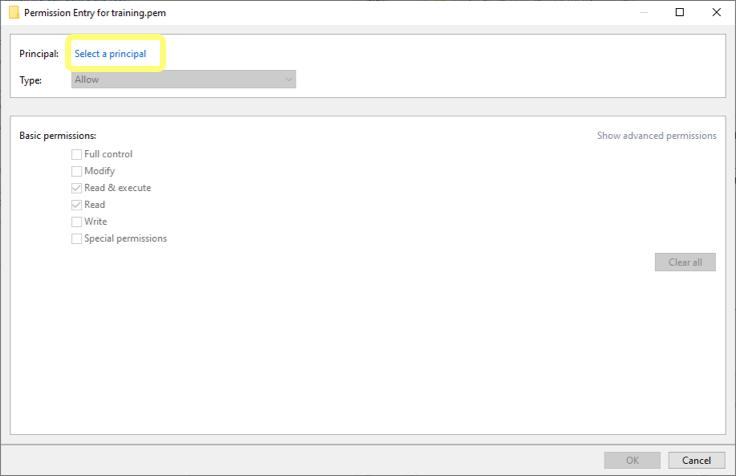 Permission Entry for training.pem
Principal: Select a principal
Type: Allow
Basic permissions: Show advanced permissions
Full control
Modify
Read & execute
Read
Write
Special permissions
Clear all
OK Cancel